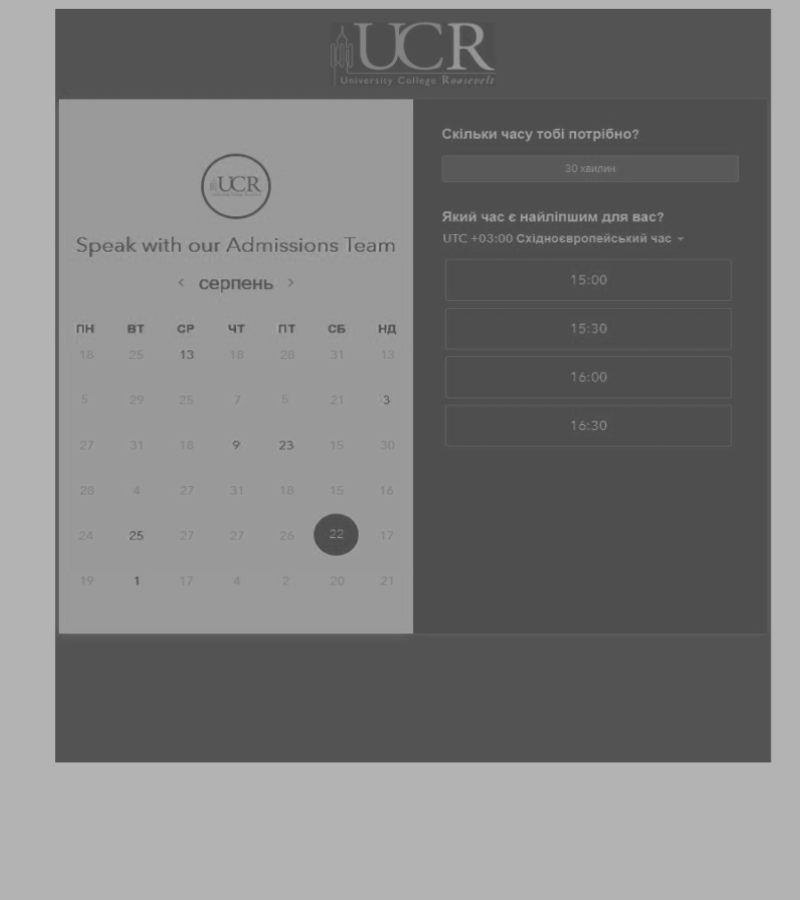 UCR
University College Roosevelt
UCR
Speak with our Admissions Team
серпень
ПН ВТ СР ЧТ ПТ СБ НД
18 25 13 18 28 31 13
5 29 25 7 5 21 3
27 31 18 9 23 15 30
28 4 27 31 18 15 16
24 25 27 27 26 22 17
19 1 17 4 2 20 21
Скільки часу тобі потрібно?
30 хвилин
Який час є найліпшим для вас?
UTC +03:00 Східноєвропейський час
15:00
15:30
16:00
16:30